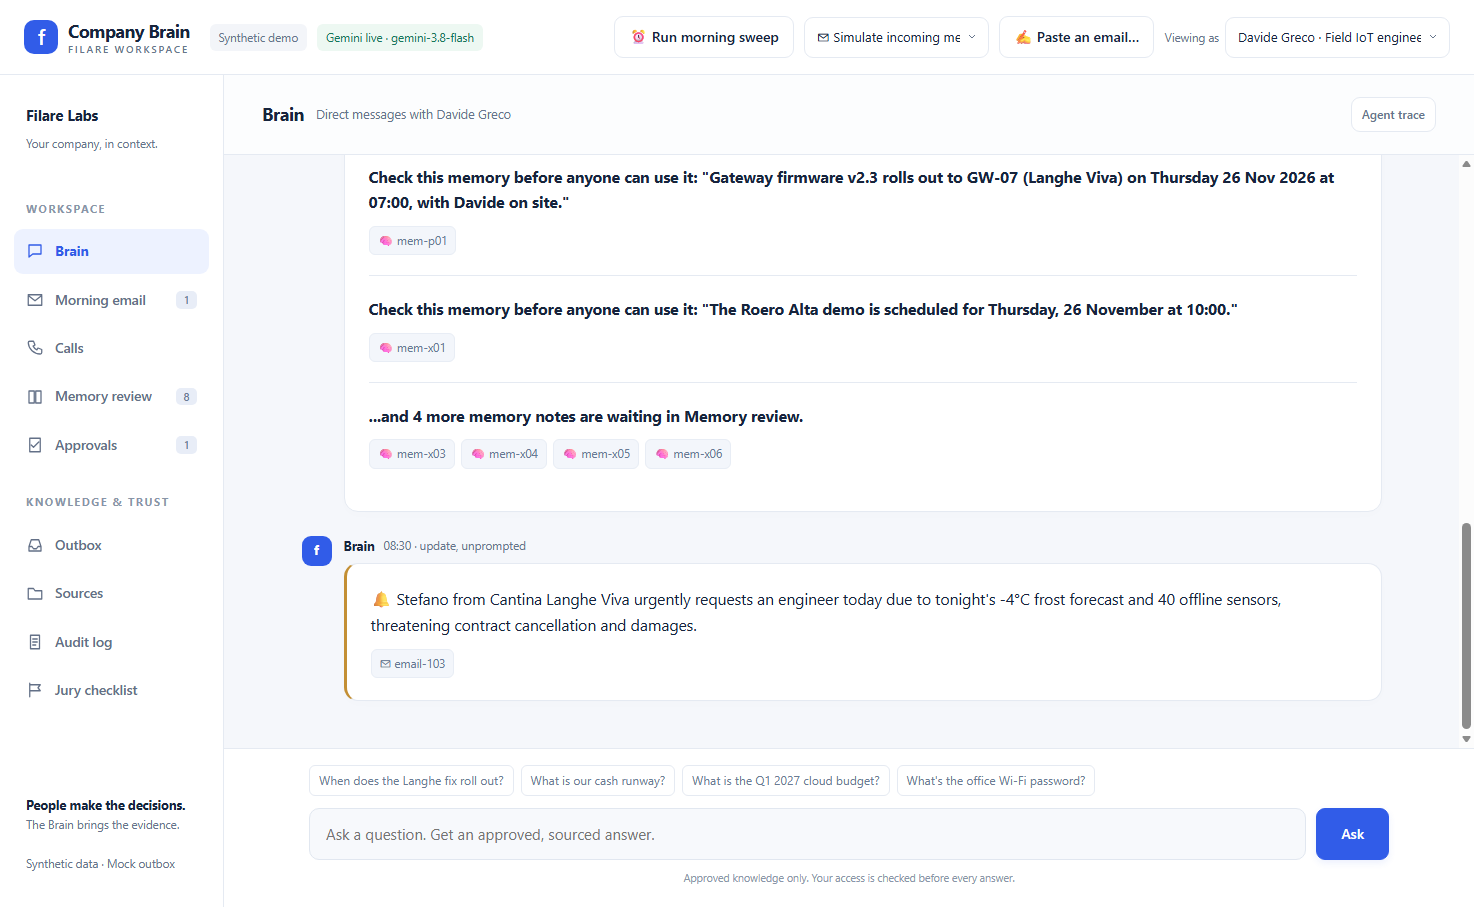 f
Company Brain
FILARE WORKSPACE
Synthetic demo
Gemini live · gemini-3.8-flash
Run morning sweep
Simulate incoming me
Paste an email...
Viewing as
Davide Greco · Field IoT enginee
Filare Labs
Your company, in context.
WORKSPACE
Brain
Morning email 1
Calls
Memory review 8
Approvals 1
KNOWLEDGE & TRUST
Outbox
Sources
Audit log
Jury checklist
People make the decisions.
The Brain brings the evidence.
Synthetic data · Mock outbox
Brain Direct messages with Davide Greco
Agent trace
Check this memory before anyone can use it: "Gateway firmware v2.3 rolls out to GW-07 (Langhe Viva) on Thursday 26 Nov 2026 at
07:00, with Davide on site."
mem-p01
Check this memory before anyone can use it: "The Roero Alta demo is scheduled for Thursday, 26 November at 10:00."
mem-x01
...and 4 more memory notes are waiting in Memory review.
mem-x03 mem-x04 mem-x05 mem-x06
f
Brain 08:30 · update, unprompted
Stefano from Cantina Langhe Viva urgently requests an engineer today due to tonight's -4°C frost forecast and 40 offline sensors,
threatening contract cancellation and damages.
email-103
When does the Langhe fix roll out?
What is our cash runway?
What is the Q1 2027 cloud budget?
What's the office Wi-Fi password?
Ask a question. Get an approved, sourced answer.
Ask
Approved knowledge only. Your access is checked before every answer.